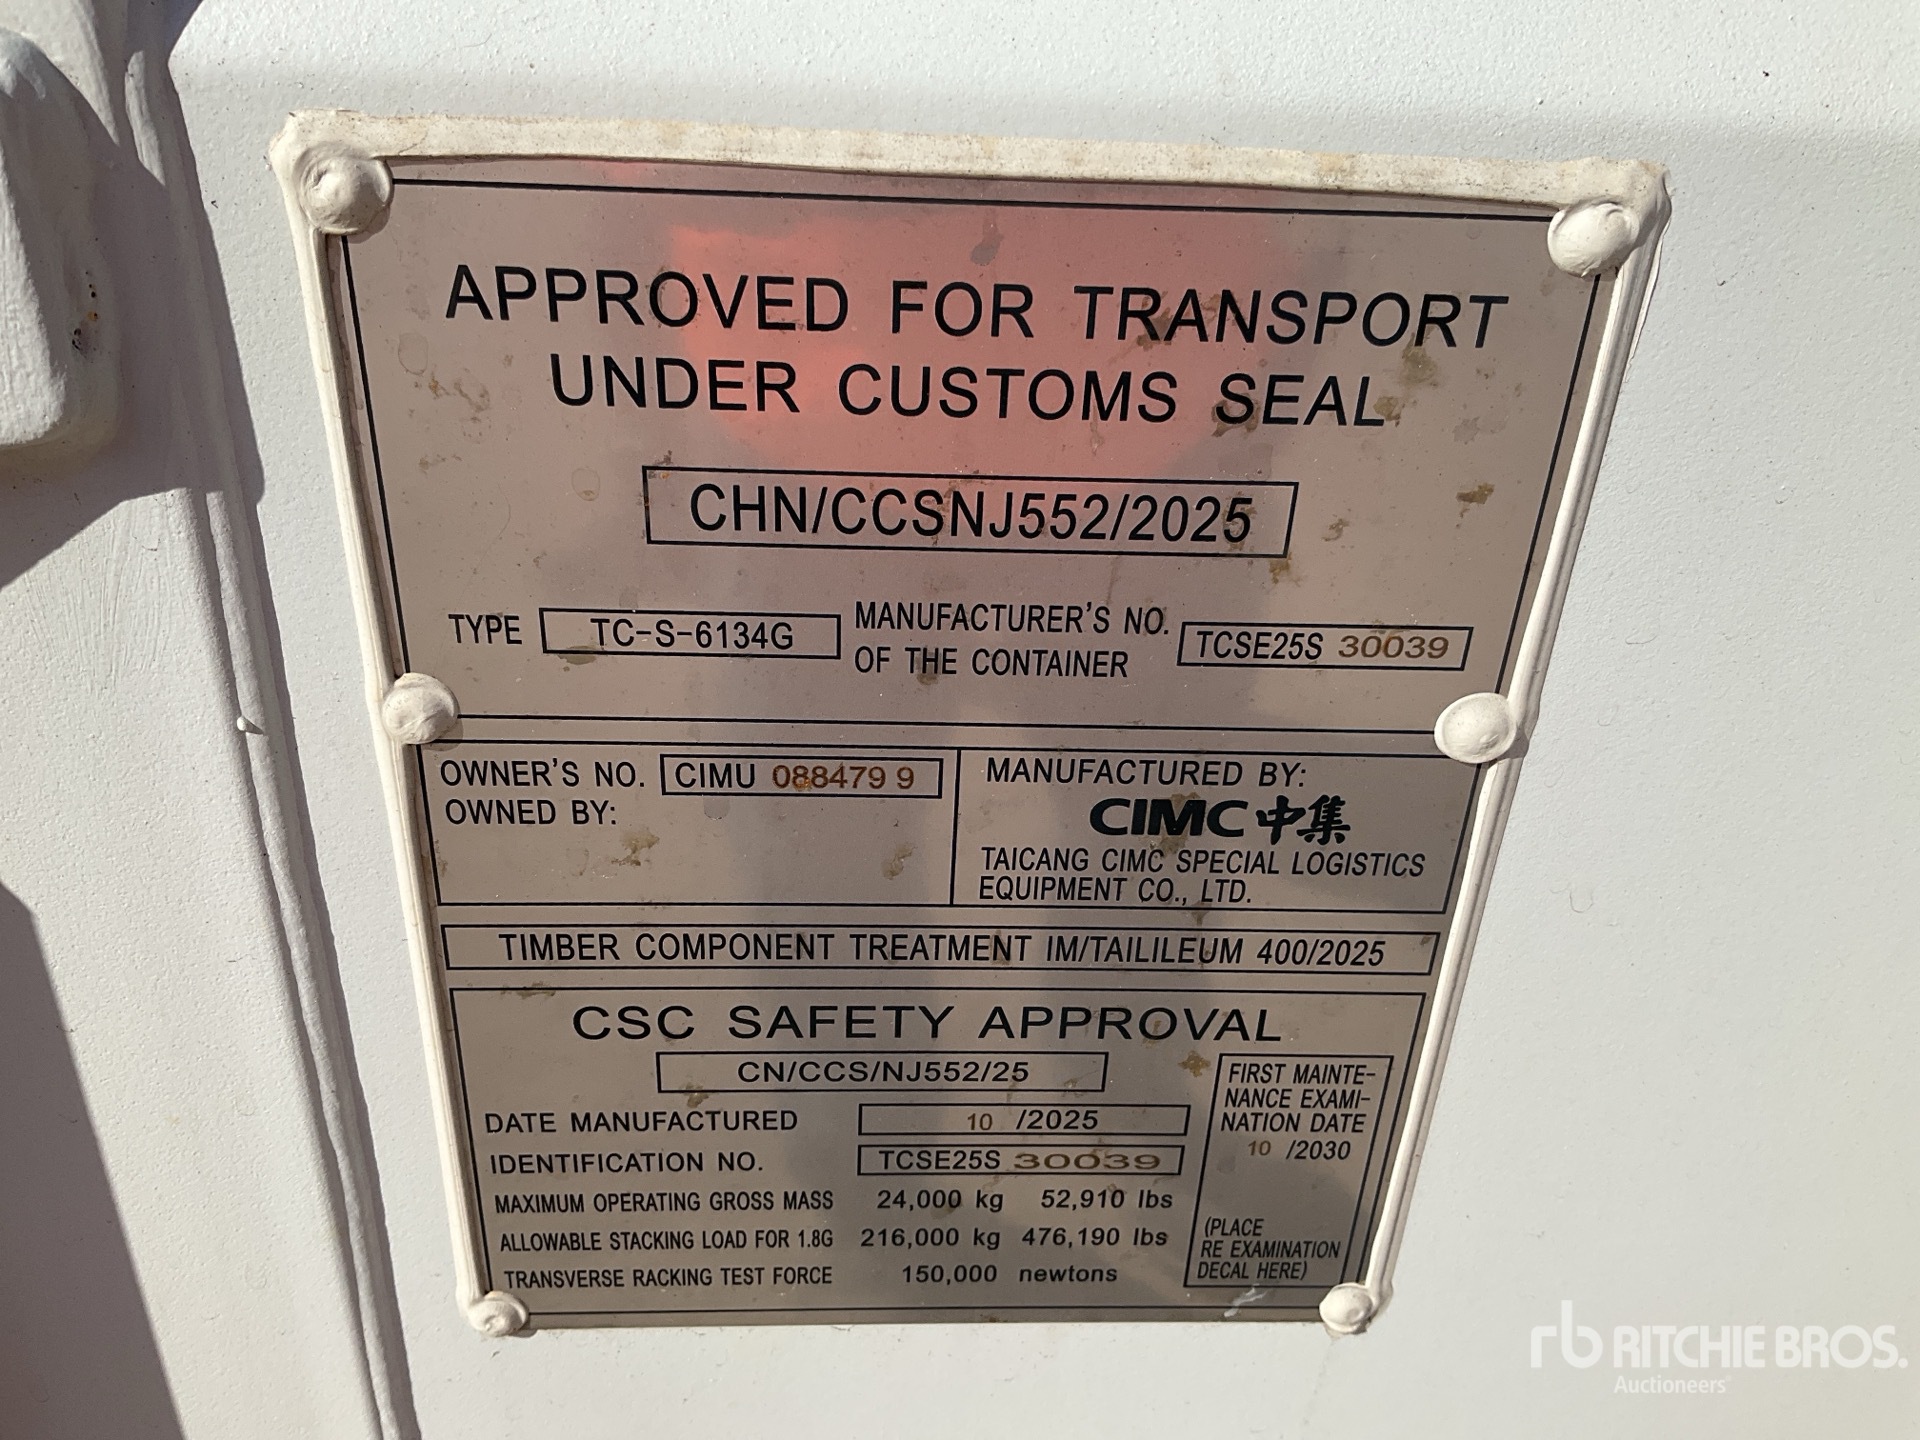 APPROVED FOR TRANSPORT
UNDER CUSTOMS SEAL
CHN/CCSNJ552/2025
TYPE TC-S-6134G
MANUFACTURER'S NO.
OF THE CONTAINER
TCSE25S 30039
OWNER'S NO. CIMU 088479 9
OWNED BY:
MANUFACTURED BY:
CIMC 中集
TAICANG CIMC SPECIAL LOGISTICS
EQUIPMENT CO., LTD.
TIMBER COMPONENT TREATMENT IM/TAILILEUM 400/2025
CSC SAFETY APPROVAL
CN/CCS/NJ552/25
DATE MANUFACTURED 10 /2025
IDENTIFICATION NO. TCSE25S 30039
MAXIMUM OPERATING GROSS MASS 24,000 kg 52,910 lbs
ALLOWABLE STACKING LOAD FOR 1.8G 216,000 kg 476,190 lbs
TRANSVERSE RACKING TEST FORCE 150,000 newtons
FIRST MAINTE-
NANCE EXAMI-
NATION DATE
10 /2030
(PLACE
RE EXAMINATION
DECAL HERE)
rb RITCHIE BROS.
Auctioneers